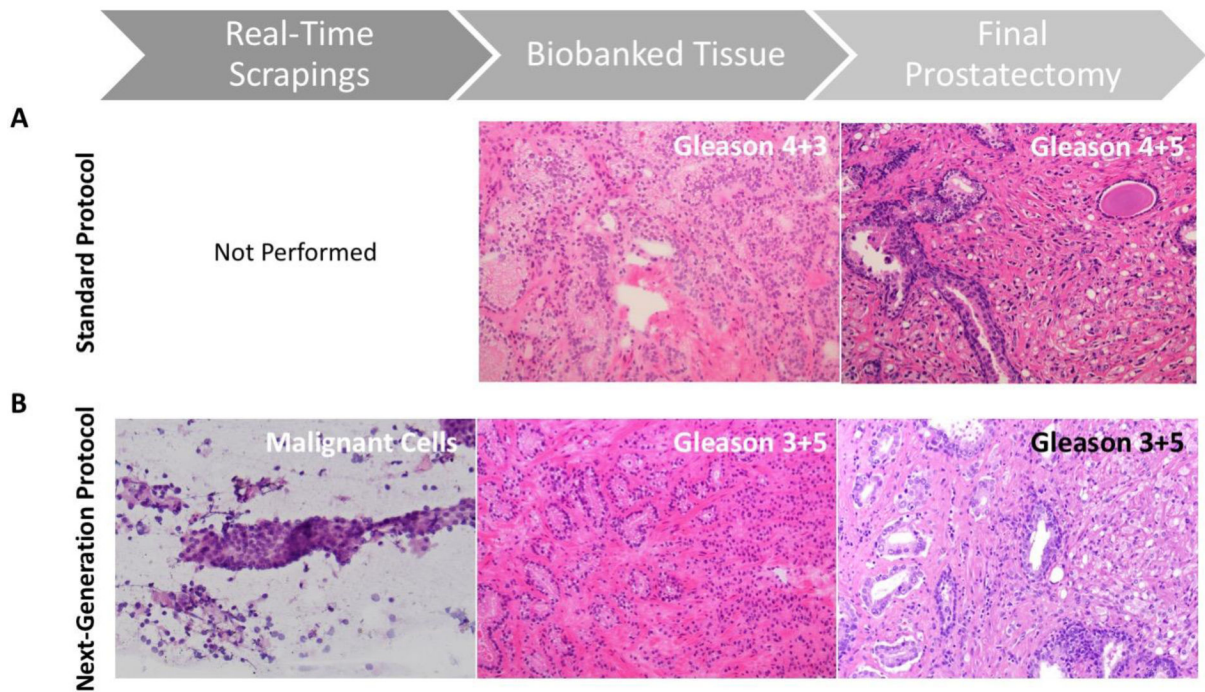 Real-Time
Scrapings
Biobanked Tissue
Final
Prostatectomy
A
Standard Protocol
Not Performed
Gleason 4+3
Gleason 4+5
B
Next-Generation Protocol
Malignant Cells
Gleason 3+5
Gleason 3+5